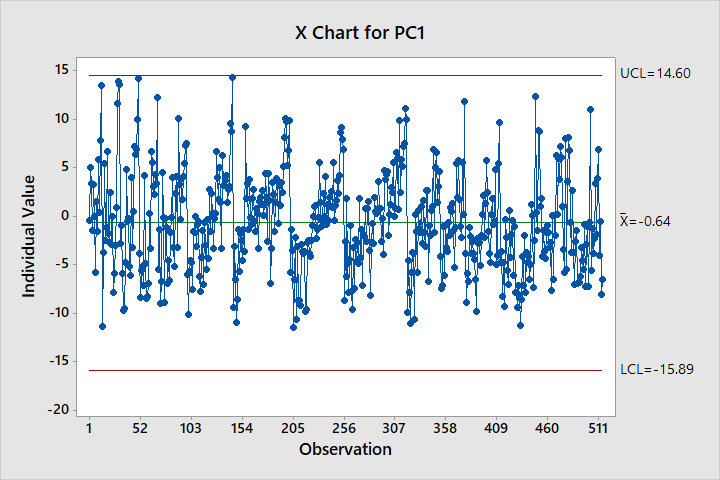 X Chart for PC1
15
10
5
0
-5
-10
-15
-20
Individual Value
UCL=14.60
X̅=-0.64
LCL=-15.89
1 52 103 154 205 256 307 358 409 460 511
Observation